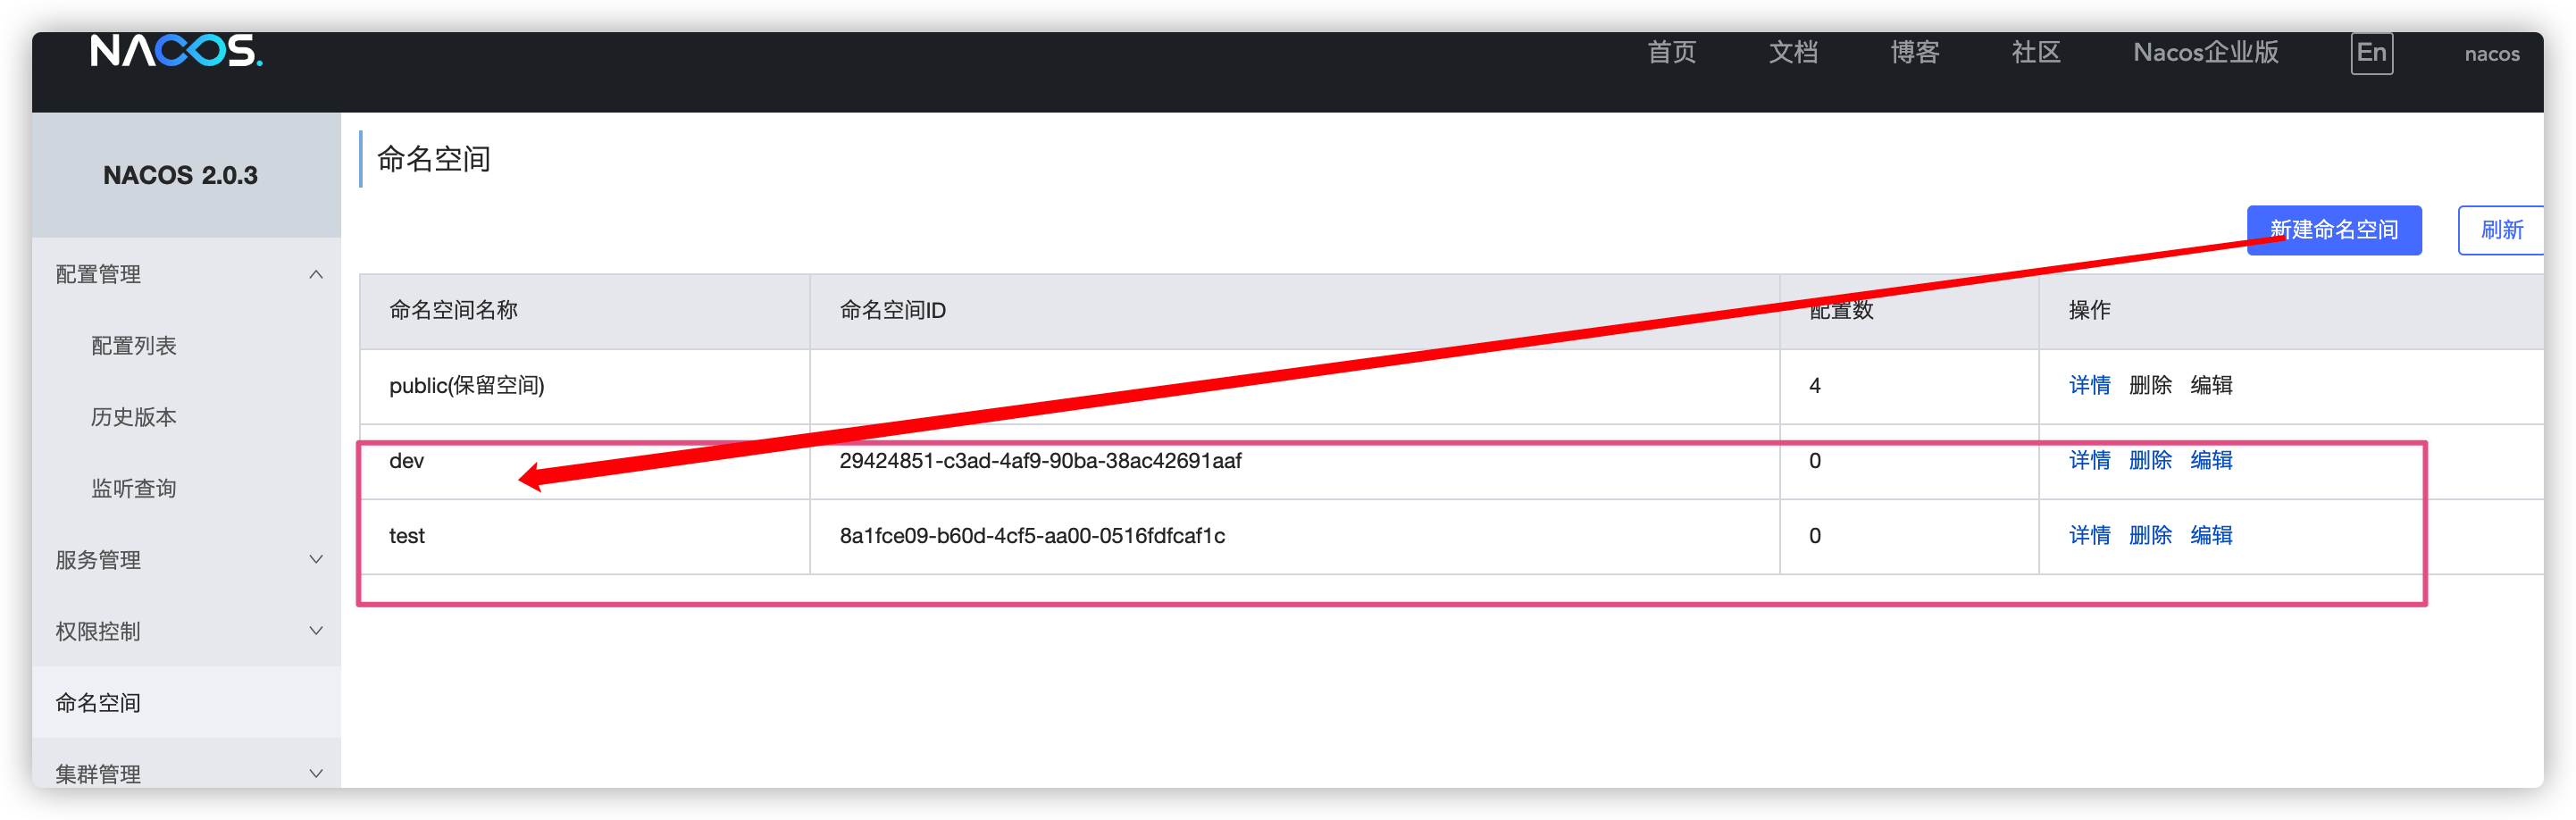 NACOS.
首页 文档 博客 社区 Nacos企业版 En nacos
NACOS 2.0.3
配置管理
配置列表
历史版本
监听查询
服务管理
权限控制
命名空间
集群管理
命名空间
新建命名空间 刷新
命名空间名称 命名空间ID 配置数 操作
public(保留空间) 4 详情 删除 编辑
dev 29424851-c3ad-4af9-90ba-38ac42691aaf 0 详情 删除 编辑
test 8a1fce09-b60d-4cf5-aa00-0516fdfcaf1c 0 详情 删除 编辑